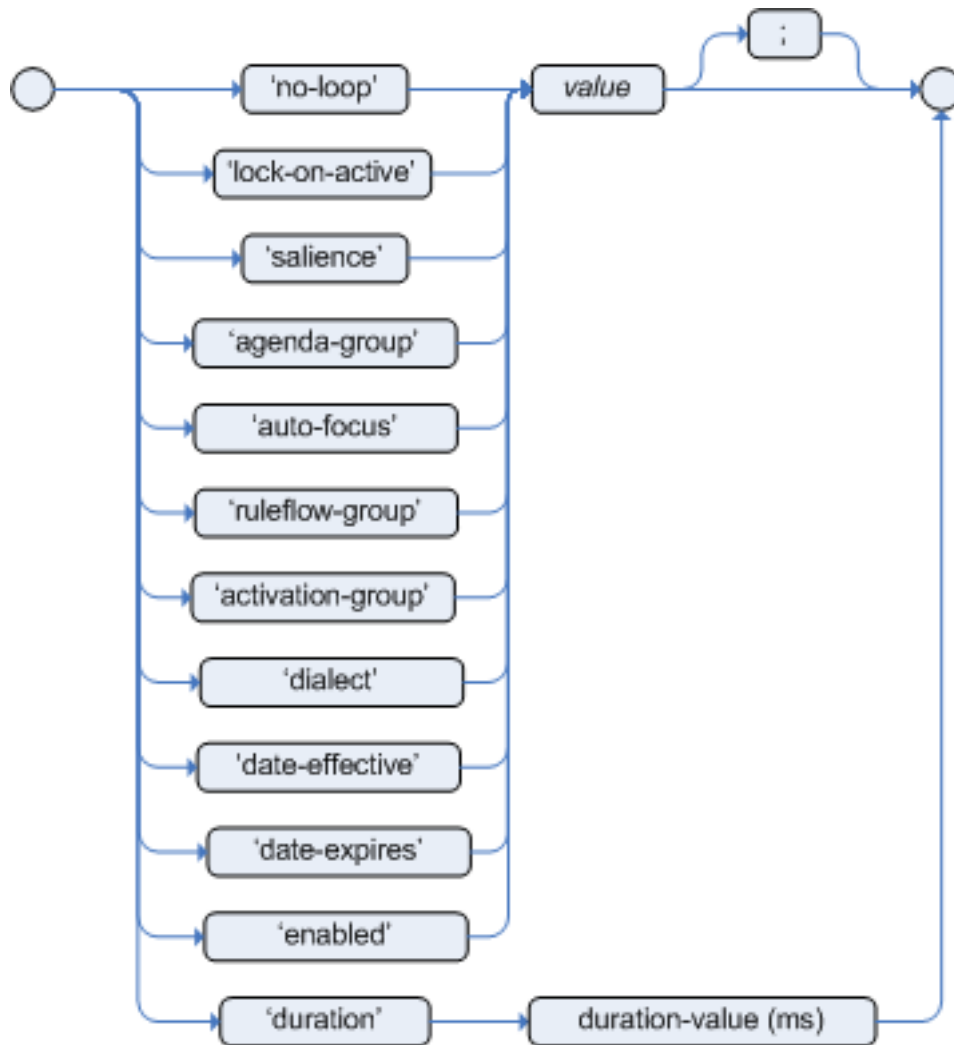 ;
‘no-loop’ value
‘lock-on-active’
‘salience’
‘agenda-group’
‘auto-focus’
‘ruleflow-group’
‘activation-group’
‘dialect’
‘date-effective’
‘date-expires’
‘enabled’
‘duration’ duration-value (ms)